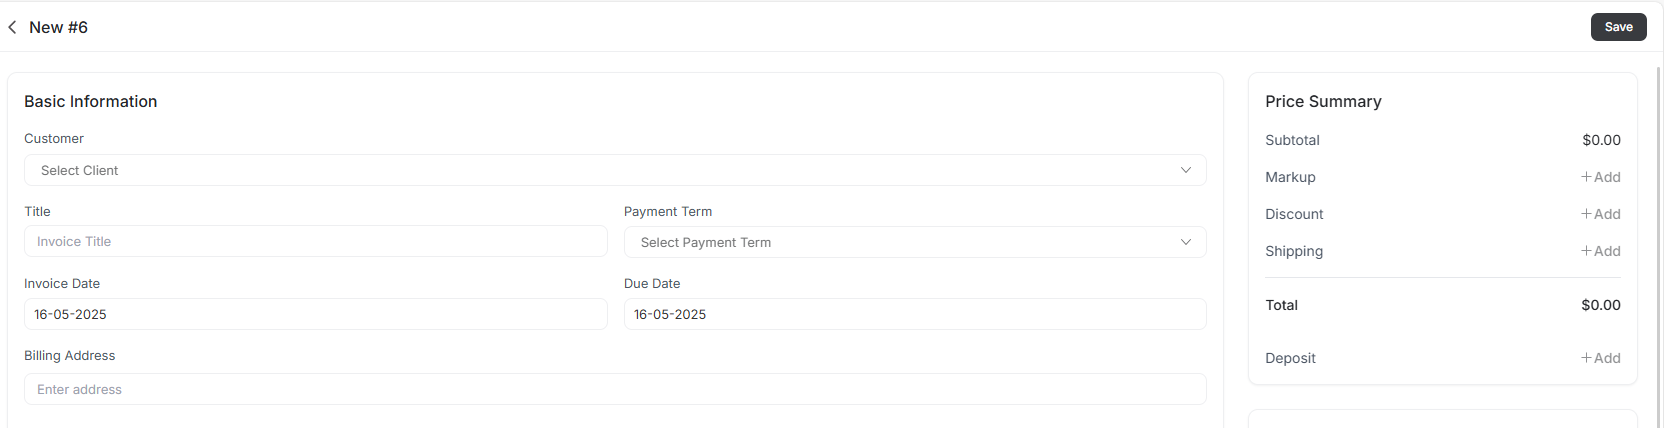 New #6
Save
Basic Information
Customer
Select Client
Title
Payment Term
Invoice Title
Select Payment Term
Invoice Date
Due Date
16-05-2025
16-05-2025
Billing Address
Enter address
Price Summary
Subtotal $0.00
Markup +Add
Discount +Add
Shipping +Add
Total $0.00
Deposit +Add